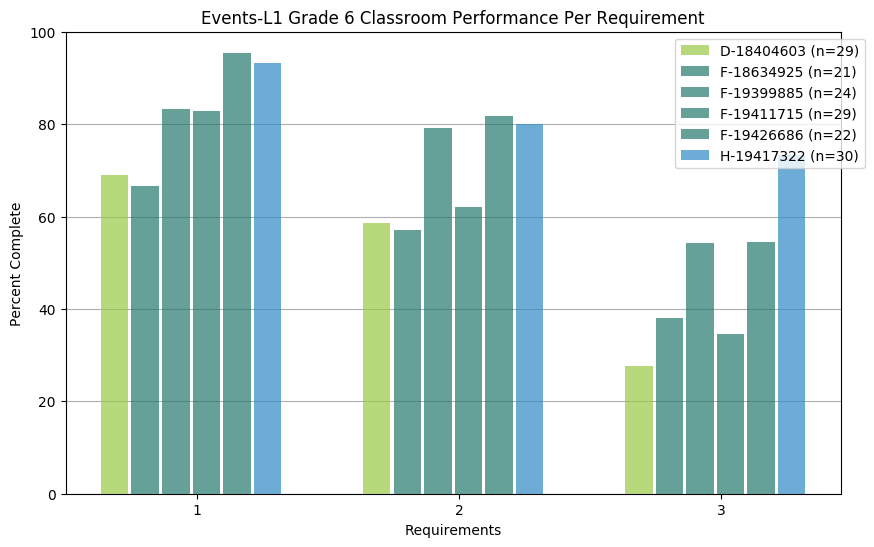 Events-L1 Grade 6 Classroom Performance Per Requirement
100
80
60
40
20
0
Percent Complete
D-18404603 (n=29)
F-18634925 (n=21)
F-19399885 (n=24)
F-19411715 (n=29)
F-19426686 (n=22)
H-19417322 (n=30)
1
2
3
Requirements